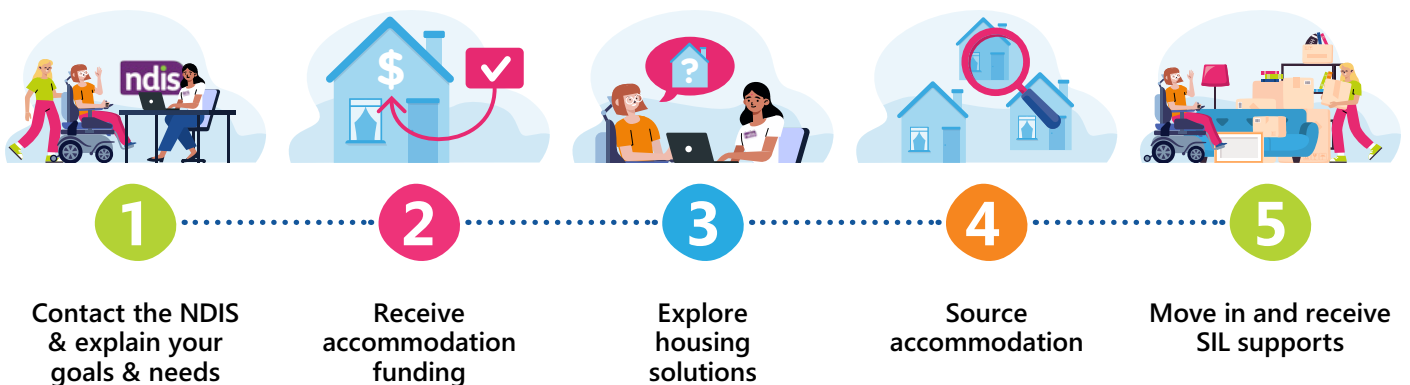 ndis
$
?
1
2
3
4
5
Contact the NDIS
& explain your
goals & needs
Receive
accommodation
funding
Explore
housing
solutions
Source
accommodation
Move in and receive
SIL supports